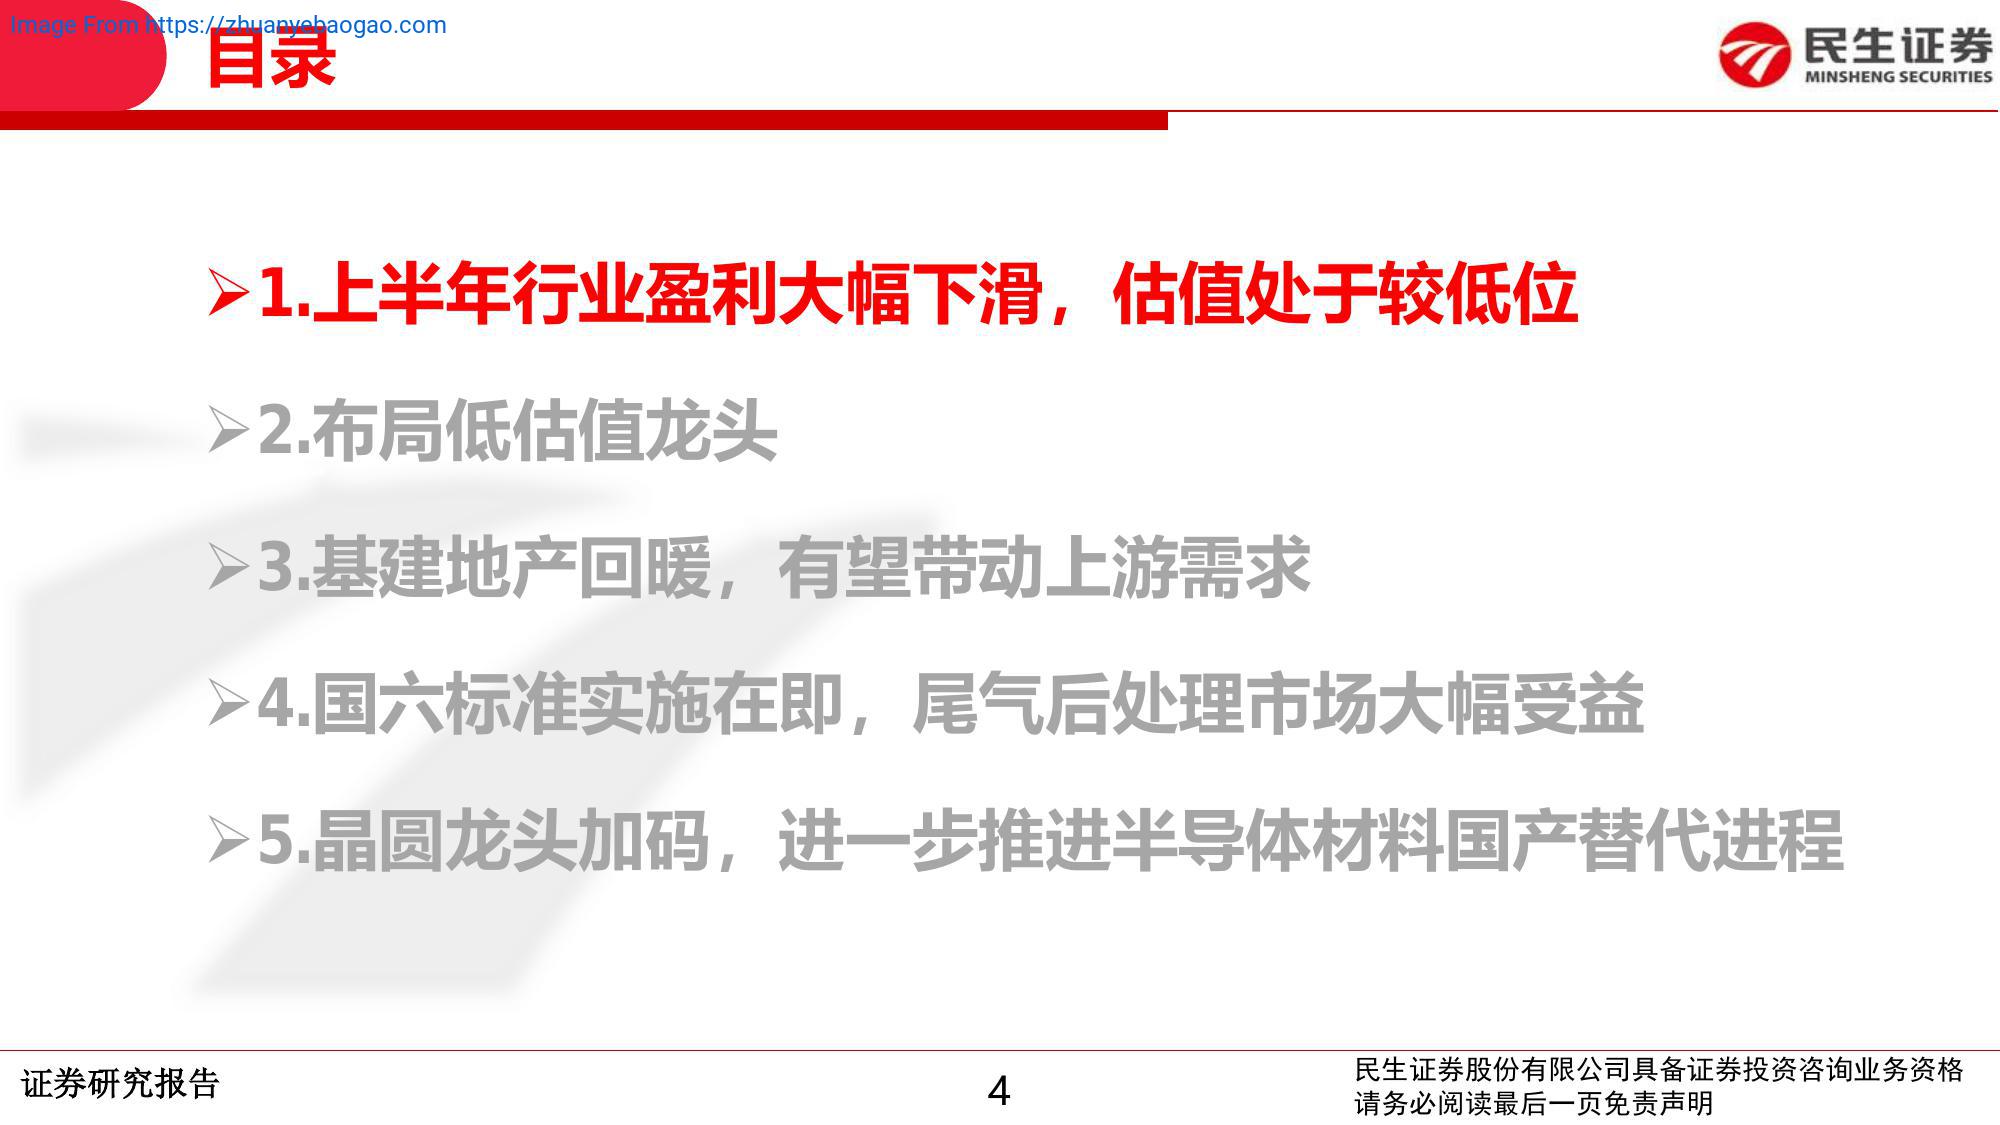 Image From https://zhuanyebaogao.com
目录
民生证券
MINSHENG SECURITIES
1.上半年行业盈利大幅下滑，估值处于较低位
2.布局低估值龙头
3.基建地产回暖，有望带动上游需求
4.国六标准实施在即，尾气后处理市场大幅受益
5.晶圆龙头加码，进一步推进半导体材料国产替代进程
证券研究报告
4
民生证券股份有限公司具备证券投资咨询业务资格
请务必阅读最后一页免责声明